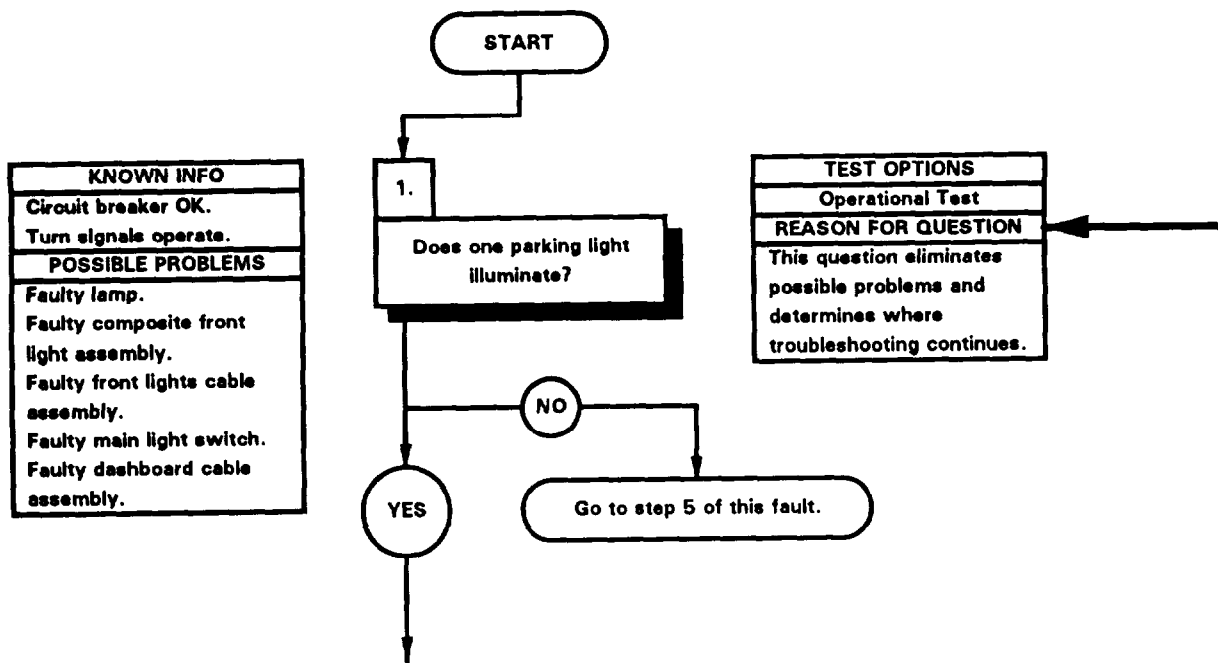 START
KNOWN INFO
Circuit breaker OK.
Turn signals operate.
POSSIBLE PROBLEMS
Faulty lamp.
Faulty composite front
light assembly.
Faulty front lights cable
assembly.
Faulty main light switch.
Faulty dashboard cable
assembly.
1.
Does one parking light
illuminate?
TEST OPTIONS
Operational Test
REASON FOR QUESTION
This question eliminates
possible problems and
determines where
troubleshooting continues.
NO
YES
Go to step 5 of this fault.